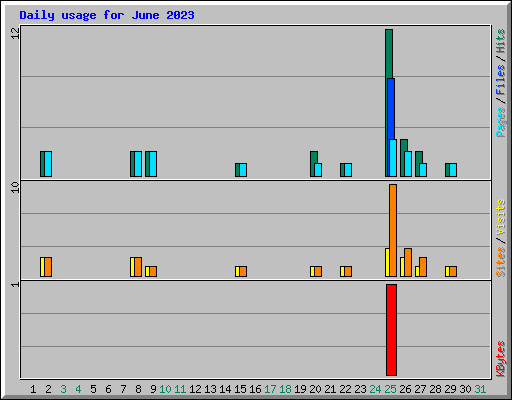 Daily usage for June 2023
12
Pages / Files / Hits
10
Sites / Visits
1
KBytes
1 2 3 4 5 6 7 8 9 10 11 12 13 14 15 16 17 18 19 20 21 22 23 24 25 26 27 28 29 30 31